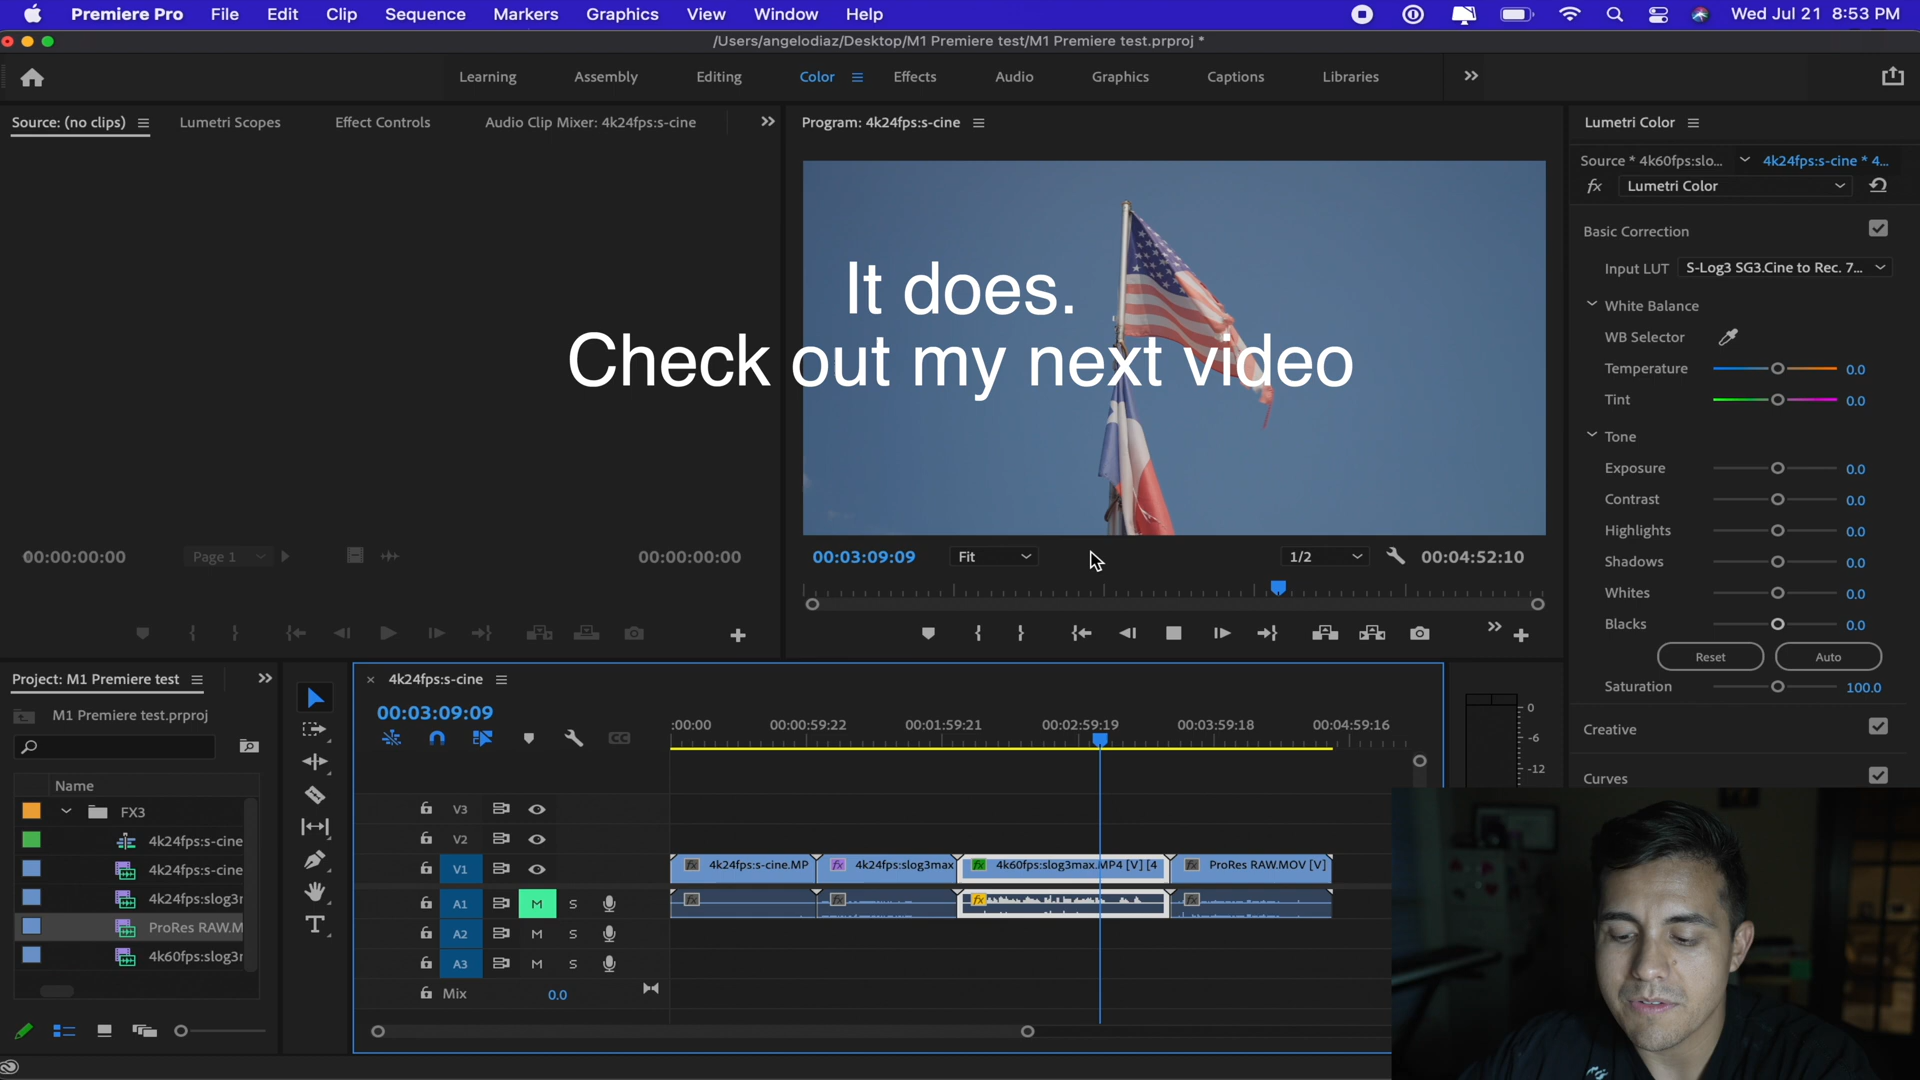 Premiere Pro File Edit Clip Sequence Markers Graphics View Window Help Wed Jul 21 8:53 PM
/Users/angelodiaz/Desktop/M1 Premiere test/M1 Premiere test.prproj *
Learning Assembly Editing Color Effects Audio Graphics Captions Libraries
Source: (no clips) Lumetri Scopes Effect Controls Audio Clip Mixer: 4k24fps:s-cine
Program: 4k24fps:s-cine
It does.
Check out my next video
00:00:00:00 Page 1 00:00:00:00
00:03:09:09 Fit 1/2 00:04:52:10
Lumetri Color
Source * 4k60fps:slo... 4k24fps:s-cine * 4...
fx Lumetri Color
Basic Correction
Input LUT S-Log3 SG3.Cine to Rec. 7...
White Balance
WB Selector
Temperature 0.0
Tint 0.0
Tone
Exposure 0.0
Contrast 0.0
Highlights 0.0
Shadows 0.0
Whites 0.0
Blacks 0.0
Reset Auto
Saturation 100.0
Creative
Curves
Project: M1 Premiere test
M1 Premiere test.prproj
Name
FX3
4k24fps:s-cine
4k24fps:s-cine
4k24fps:slog3r
ProRes RAW.M
4k60fps:slog3r
4k24fps:s-cine
00:03:09:09
:00:00 00:00:59:22 00:01:59:21 00:02:59:19 00:03:59:18 00:04:59:16
CC
V3
V2
V1 fx 4k24fps:s-cine.MP fx 4k24fps:slog3max fx 4k60fps:slog3max.MP4 [V] [4 fx ProRes RAW.MOV [V]
A1 M S fx fx fx fx
A2 M S
A3 M S
Mix 0.0
0
-6
-12
T